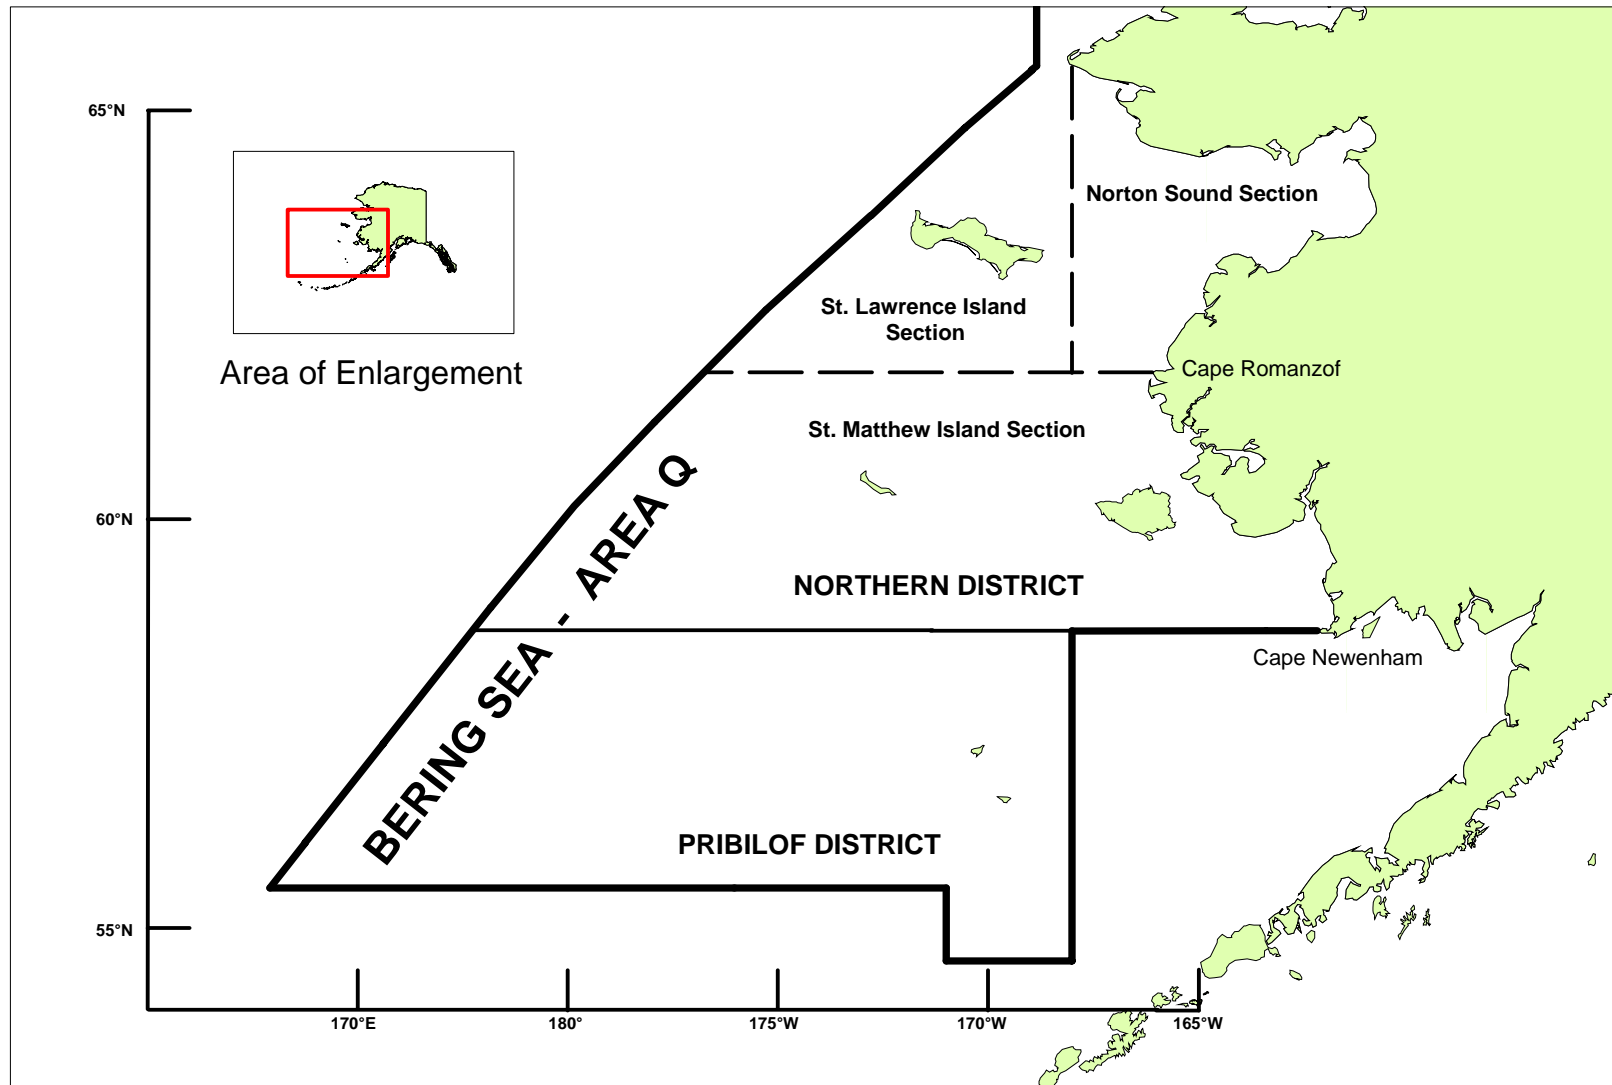 65°N
Norton Sound Section
St. Lawrence Island
Section
Area of Enlargement
Cape Romanzof
St. Matthew Island Section
BERING SEA - AREA Q
60°N
NORTHERN DISTRICT
Cape Newenham
PRIBILOF DISTRICT
55°N
170°E
180°
175°W
170°W
165°W